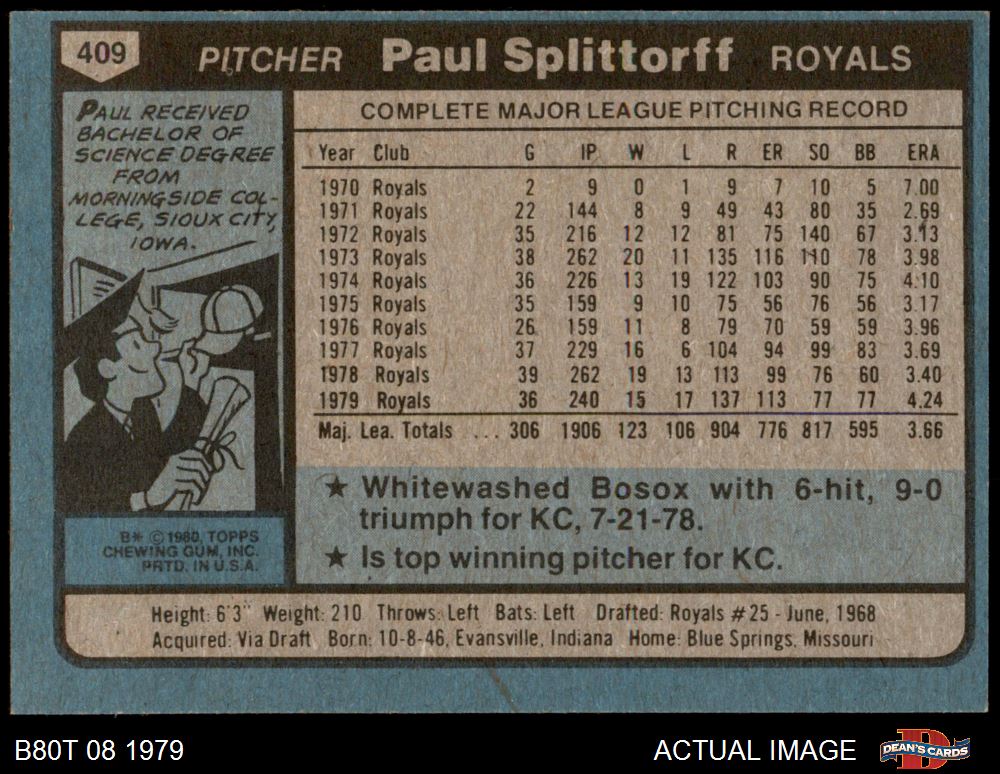 409 PITCHER Paul Splittorff ROYALS
PAUL RECEIVED
BACHELOR OF
SCIENCE DEGREE
FROM
MORNINGSIDE COL-
LEGE, SIOUX CITY,
IOWA.
COMPLETE MAJOR LEAGUE PITCHING RECORD
Year Club G IP W L R ER SO BB ERA
1970 Royals 2 9 0 1 9 7 10 5 7.00
1971 Royals 22 144 8 9 49 43 80 35 2.69
1972 Royals 35 216 12 12 81 75 140 67 3.13
1973 Royals 38 262 20 11 135 116 110 78 3.98
1974 Royals 36 226 13 19 122 103 90 75 4.10
1975 Royals 35 159 9 10 75 56 76 56 3.17
1976 Royals 26 159 11 8 79 70 59 59 3.96
1977 Royals 37 229 16 6 104 94 99 83 3.69
1978 Royals 39 262 19 13 113 99 76 60 3.40
1979 Royals 36 240 15 17 137 113 77 77 4.24
Maj. Lea. Totals ... 306 1906 123 106 904 776 817 595 3.66
★ Whitewashed Bosox with 6-hit, 9-0
triumph for KC, 7-21-78.
★ Is top winning pitcher for KC.
B* © 1980, TOPPS
CHEWING GUM, INC.
PRTD. IN U.S.A.
Height: 6'3" Weight: 210 Throws: Left Bats: Left Drafted: Royals #25 - June, 1968
Acquired: Via Draft Born: 10-8-46, Evansville, Indiana Home: Blue Springs, Missouri
B80T 08 1979 ACTUAL IMAGE DEAN'S CARDS